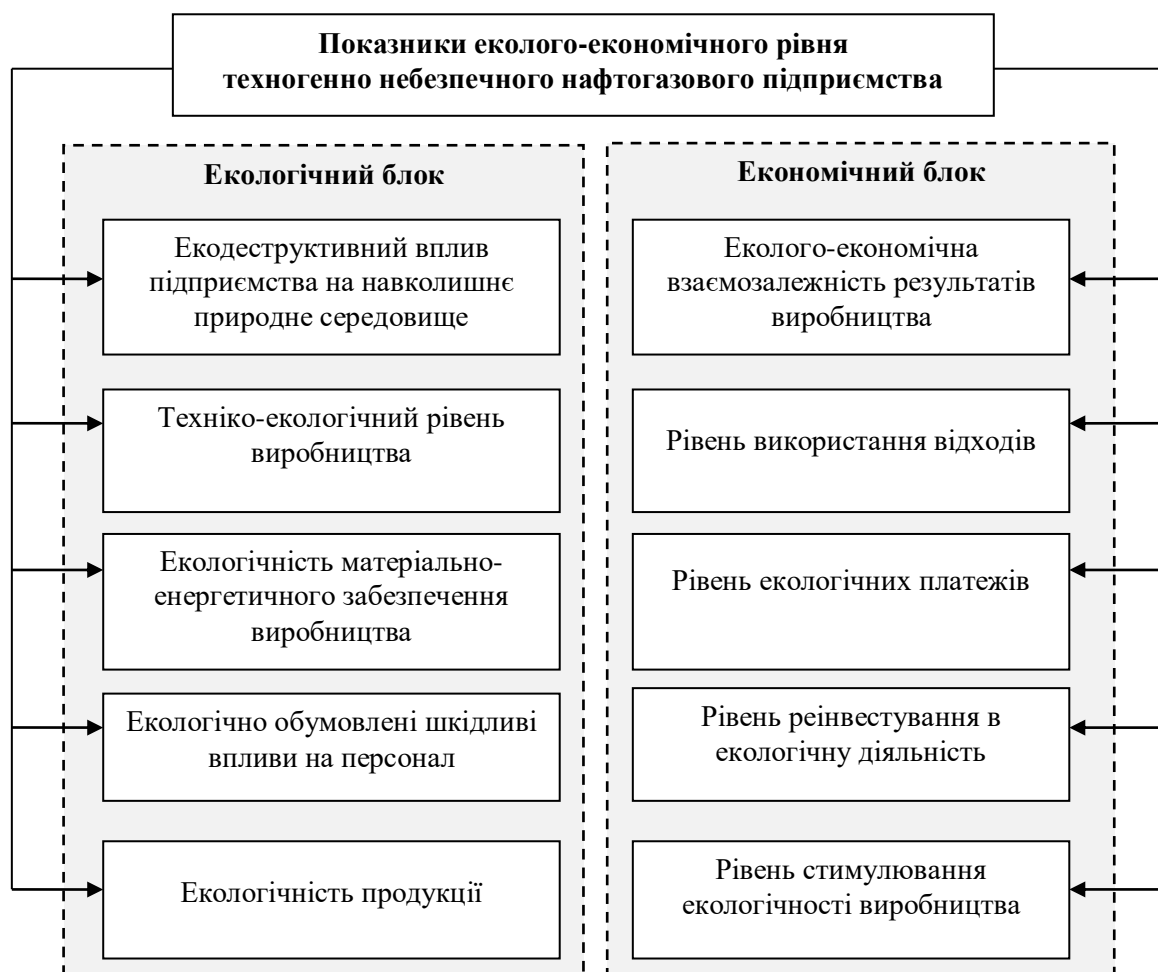 Показники еколого-економічного рівня
техногенно небезпечного нафтогазового підприємства
Екологічний блок
Екодеструктивний вплив
підприємства на навколишнє
природне середовище
Техніко-екологічний рівень
виробництва
Екологічність матеріально-
енергетичного забезпечення
виробництва
Екологічно обумовлені шкідливі
впливи на персонал
Екологічність продукції
Економічний блок
Еколого-економічна
взаємозалежність результатів
виробництва
Рівень використання відходів
Рівень екологічних платежів
Рівень реінвестування в
екологічну діяльність
Рівень стимулювання
екологічності виробництва